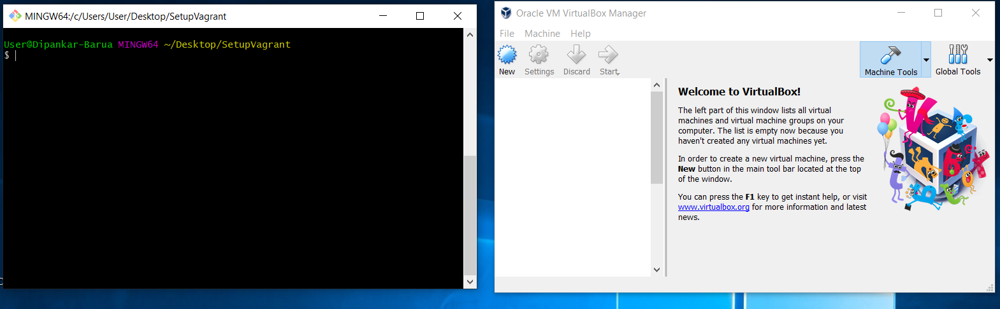 MINGW64:/c/Users/User/Desktop/SetupVagrant
User@Dipankar-Barua MINGW64 ~/Desktop/SetupVagrant
$
Oracle VM VirtualBox Manager
File Machine Help
New Settings Discard Start
Machine Tools Global Tools
Welcome to VirtualBox!
The left part of this window lists all virtual
machines and virtual machine groups on your
computer. The list is empty now because you
haven't created any virtual machines yet.
In order to create a new virtual machine, press the
New button in the main tool bar located at the top
of the window.
You can press the F1 key to get instant help, or visit
www.virtualbox.org for more information and latest
news.